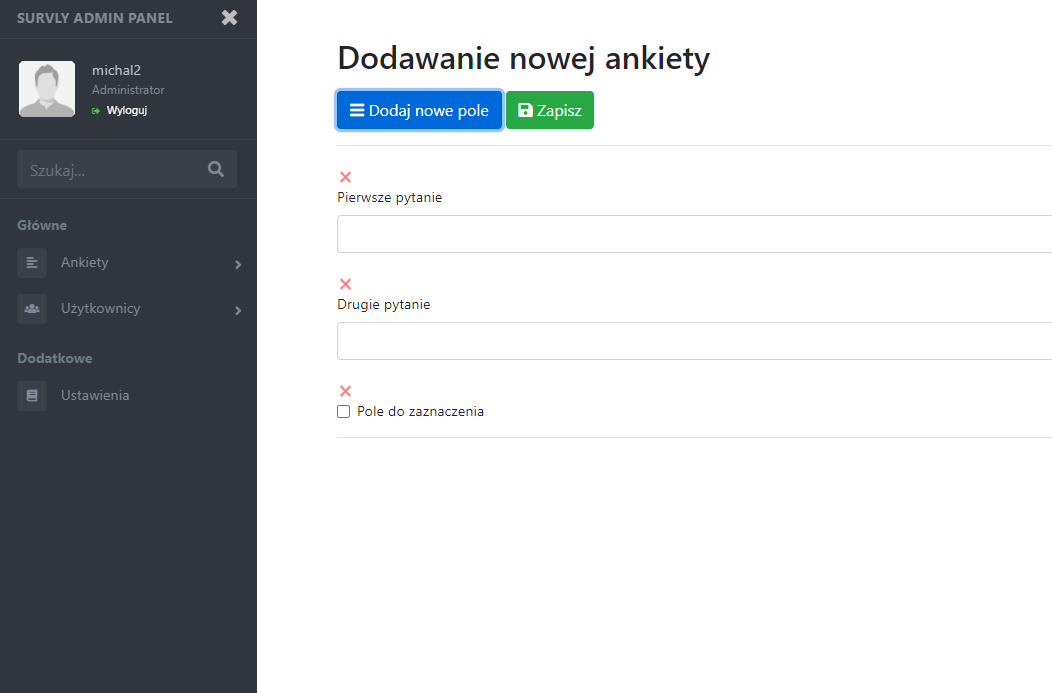 SURVLY ADMIN PANEL
michal2
Administrator
Wyloguj
Szukaj...
Główne
Ankiety
Użytkownicy
Dodatkowe
Ustawienia
Dodawanie nowej ankiety
Dodaj nowe pole Zapisz
Pierwsze pytanie
Drugie pytanie
Pole do zaznaczenia